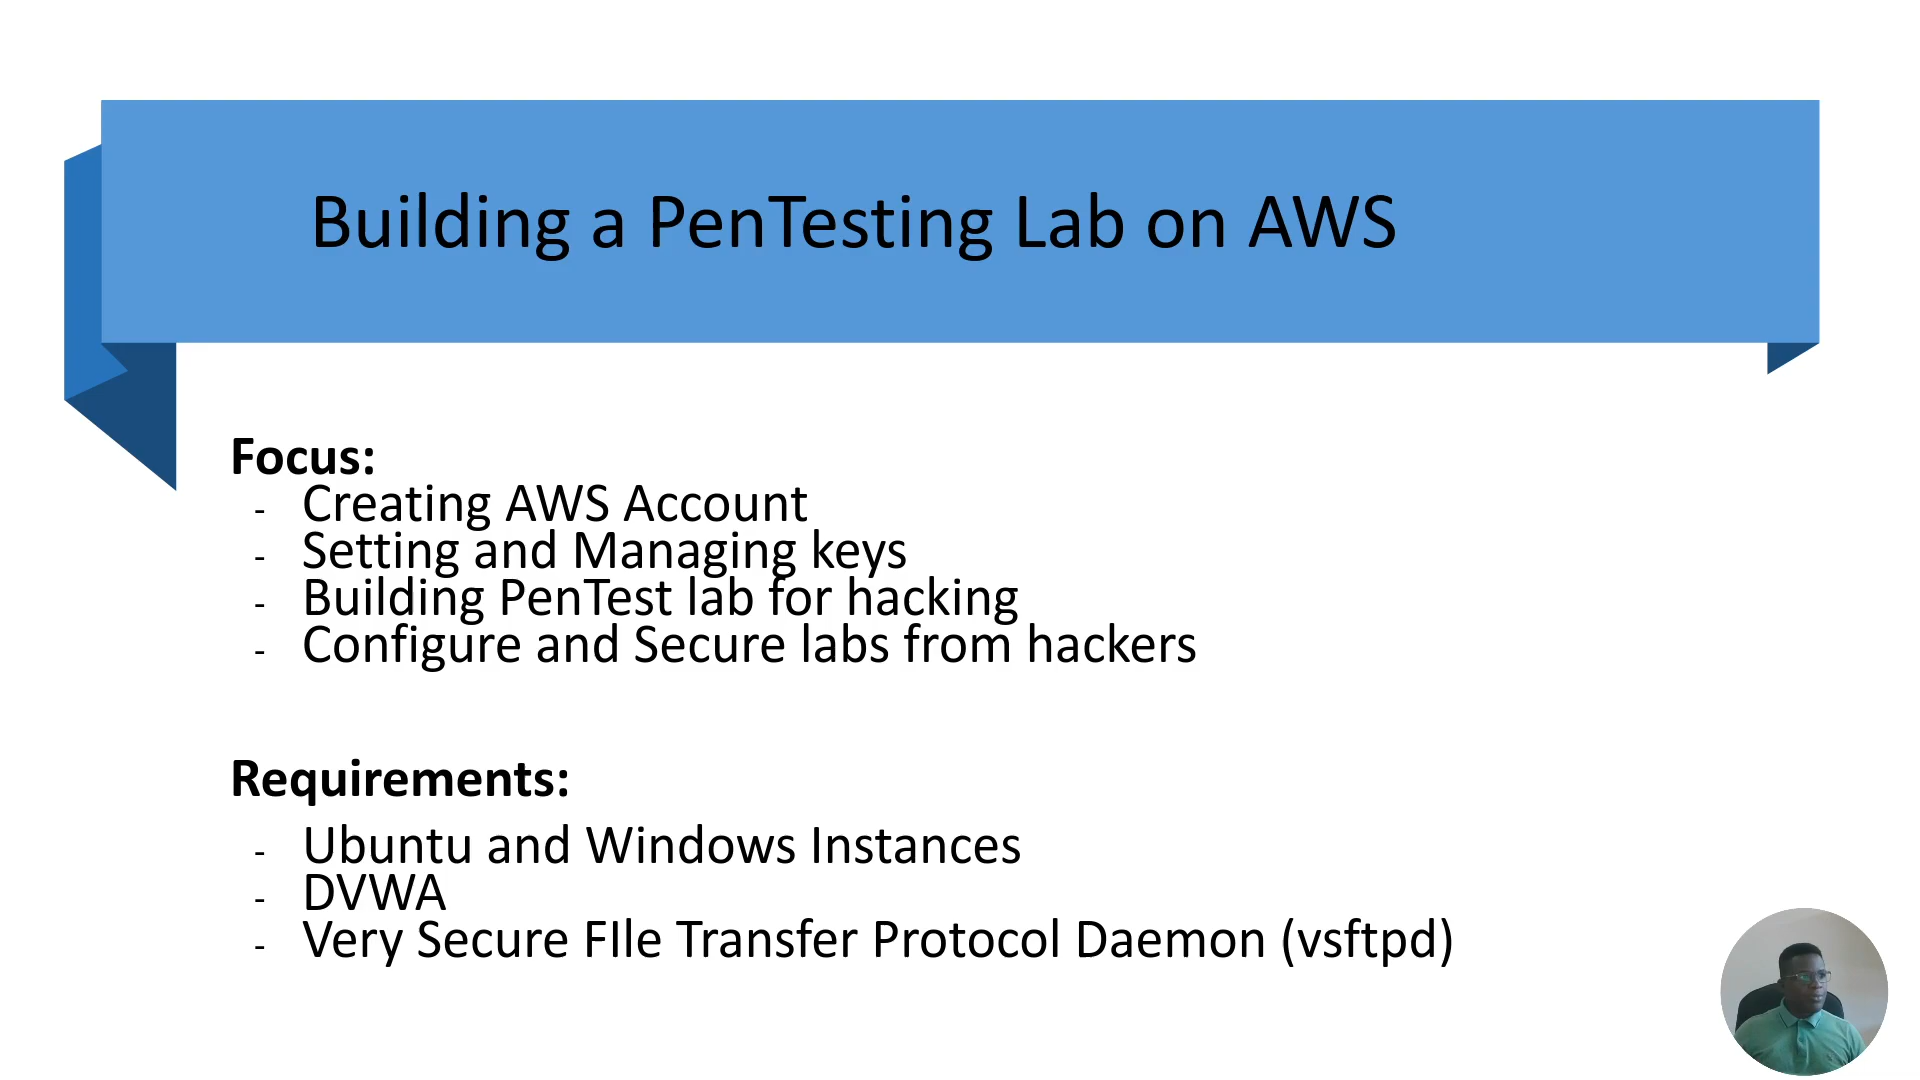 Building a PenTesting Lab on AWS
Focus:
- Creating AWS Account
- Setting and Managing keys
- Building PenTest lab for hacking
- Configure and Secure labs from hackers
Requirements:
- Ubuntu and Windows Instances
- DVWA
- Very Secure FIle Transfer Protocol Daemon (vsftpd)